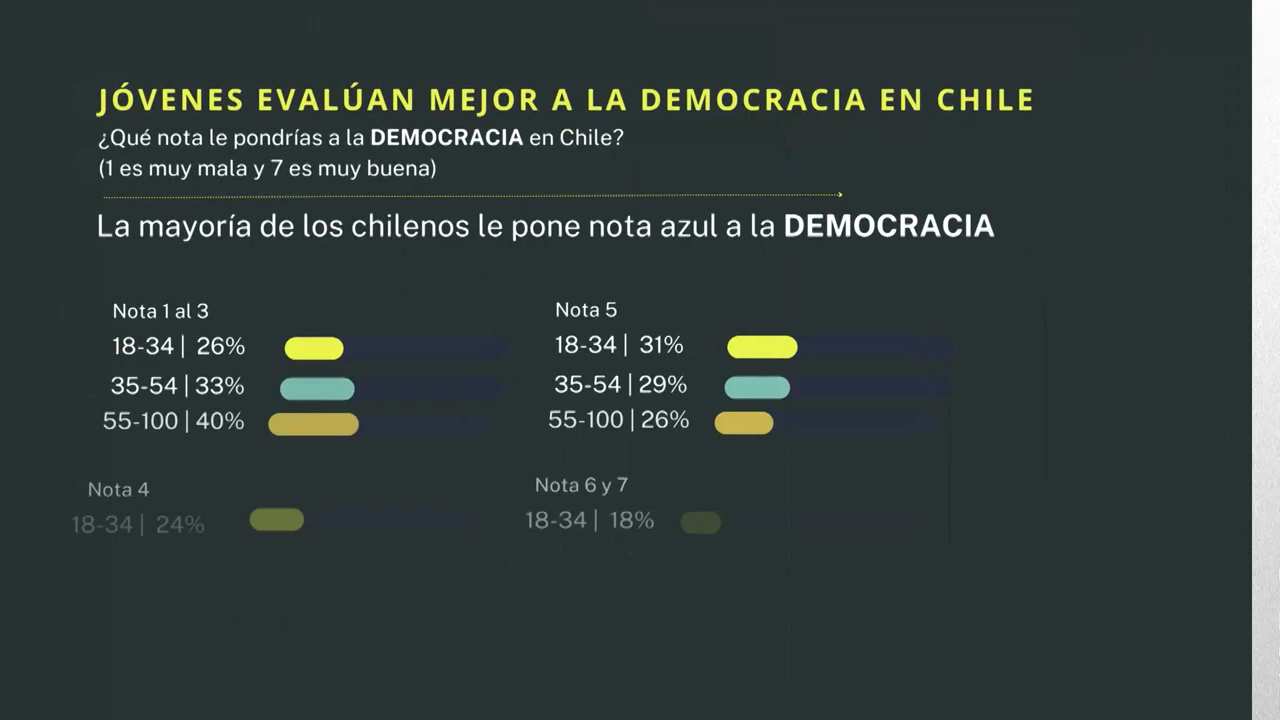 JÓVENES EVALÚAN MEJOR A LA DEMOCRACIA EN CHILE
¿Qué nota le pondrías a la DEMOCRACIA en Chile?
(1 es muy mala y 7 es muy buena)
La mayoría de los chilenos le pone nota azul a la DEMOCRACIA
Nota 1 al 3
18-34 | 26%
35-54 | 33%
55-100 | 40%
Nota 5
18-34 | 31%
35-54 | 29%
55-100 | 26%
Nota 4
18-34 | 24%
Nota 6 y 7
18-34 | 18%